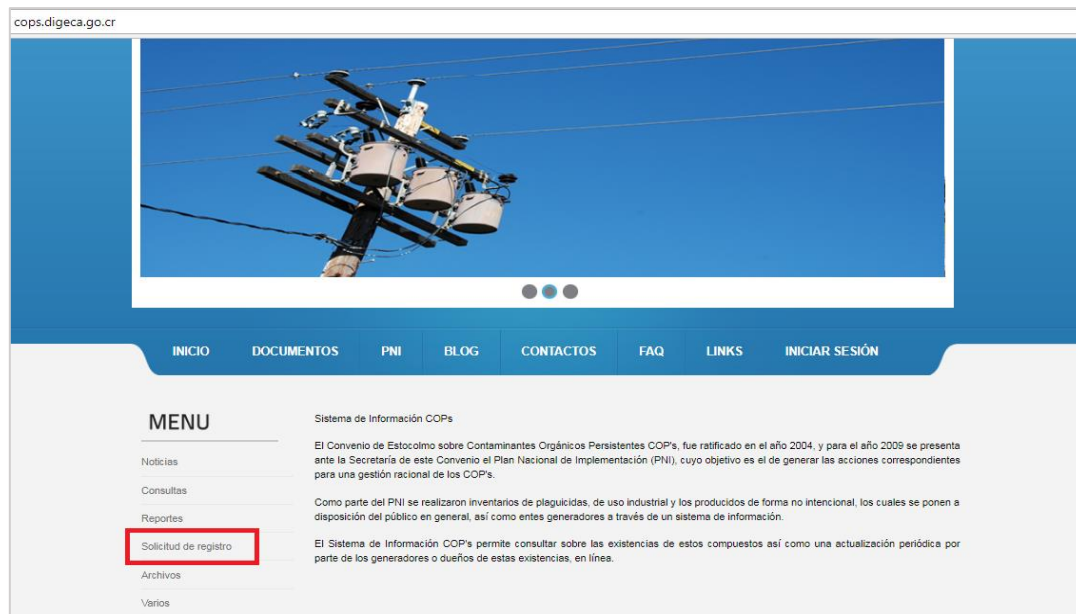 cops.digeca.go.cr
INICIO DOCUMENTOS PNI BLOG CONTACTOS FAQ LINKS INICIAR SESIÓN
MENU
Noticias
Consultas
Reportes
Solicitud de registro
Archivos
Varios
Sistema de Información COPs
El Convenio de Estocolmo sobre Contaminantes Orgánicos Persistentes COP's, fue ratificado en el año 2004, y para el año 2009 se presenta
ante la Secretaría de este Convenio el Plan Nacional de Implementación (PNI), cuyo objetivo es el de generar las acciones correspondientes
para una gestión racional de los COP's.
Como parte del PNI se realizaron inventarios de plaguicidas, de uso industrial y los producidos de forma no intencional, los cuales se ponen a
disposición del público en general, así como entes generadores a través de un sistema de información.
El Sistema de Información COP's permite consultar sobre las existencias de estos compuestos así como una actualización periódica por
parte de los generadores o dueños de estas existencias, en línea.